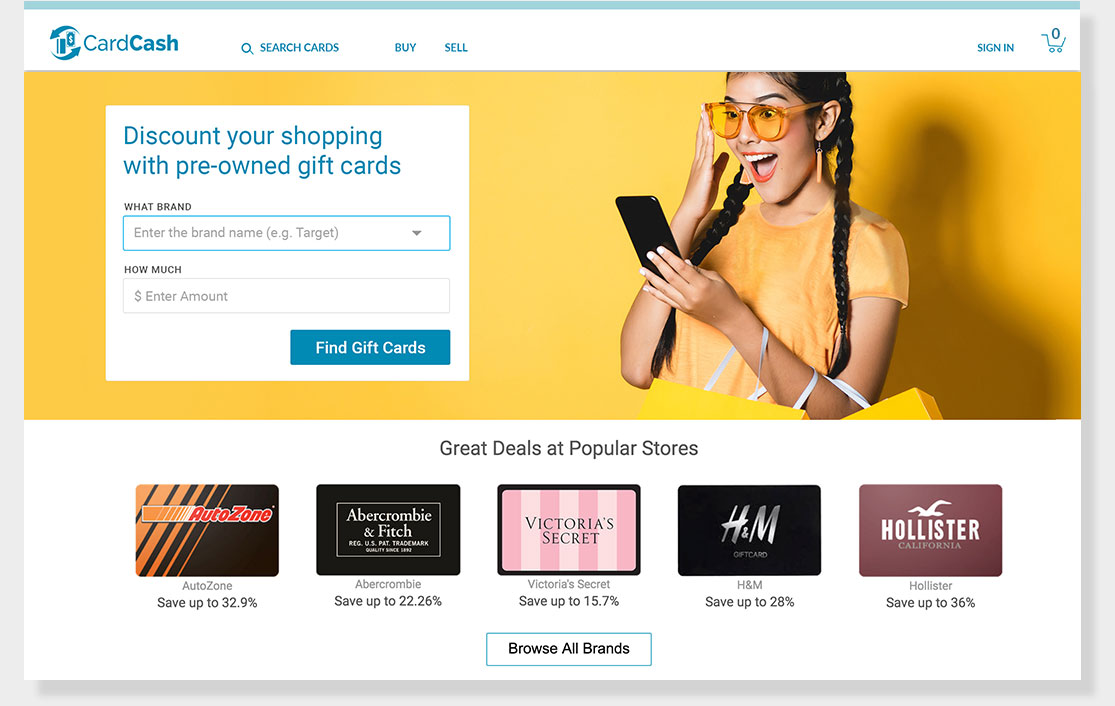 CardCash
SEARCH CARDS
BUY
SELL
SIGN IN
0
Discount your shopping
with pre-owned gift cards
WHAT BRAND
Enter the brand name (e.g. Target)
HOW MUCH
$ Enter Amount
Find Gift Cards
Great Deals at Popular Stores
AutoZone
Abercrombie
& Fitch
REG. U.S. PAT. TRADEMARK
QUALITY SINCE 1892
VICTORIA'S
SECRET
H&M
GIFTCARD
HOLLISTER
CALIFORNIA
AutoZone
Abercrombie
Victoria's Secret
H&M
Hollister
Save up to 32.9%
Save up to 22.26%
Save up to 15.7%
Save up to 28%
Save up to 36%
Browse All Brands